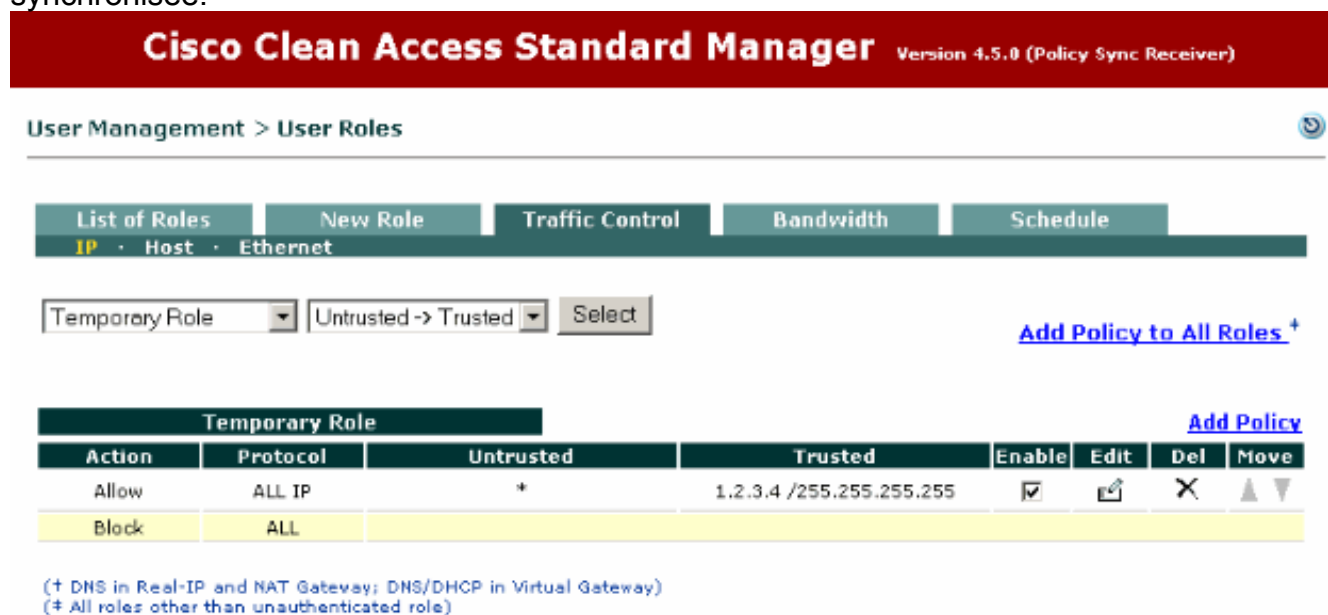 synchronisée.
Cisco Clean Access Standard Manager Version 4.5.0 (Policy Sync Receiver)
User Management > User Roles
List of Roles New Role Traffic Control Bandwidth Schedule
IP · Host · Ethernet
Temporary Role Untrusted -> Trusted Select
Add Policy to All Roles ‡
Temporary Role Add Policy
Action Protocol Untrusted Trusted Enable Edit Del Move
Allow ALL IP * 1.2.3.4 /255.255.255.255
Block ALL
(† DNS in Real-IP and NAT Gateway; DNS/DHCP in Virtual Gateway)
(‡ All roles other than unauthenticated role)